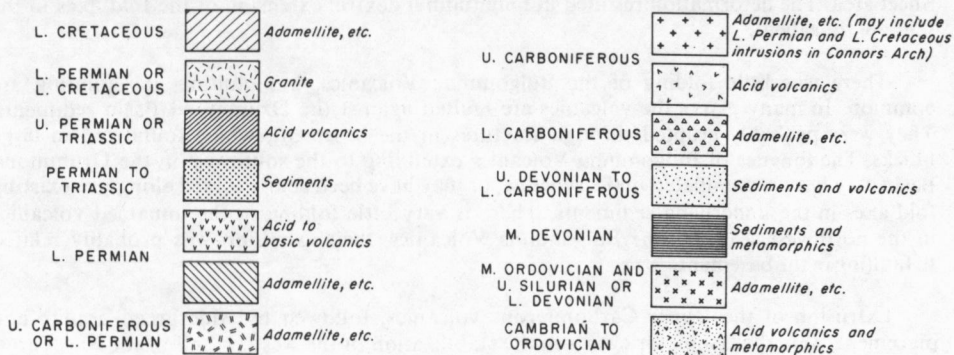 L. CRETACEOUS
Adamellite, etc.
L. PERMIAN OR
L. CRETACEOUS
Granite
PERMIAN OR
TRIASSIC
Acid volcanics
PERMIAN TO
TRIASSIC
Sediments
L. PERMIAN
Acid to
basic volcanics
Adamellite, etc.
U. CARBONIFEROUS
OR L. PERMIAN
Adamellite, etc.
U. CARBONIFEROUS
Adamellite, etc. (may include
L. Permian and L. Cretaceous
intrusions in Connors Arch)
Acid volcanics
L. CARBONIFEROUS
Adamellite, etc.
U. DEVONIAN TO
L. CARBONIFEROUS
Sediments and volcanics
M. DEVONIAN
Sediments and
metamorphics
M. ORDOVICIAN AND
U. SILURIAN OR
L. DEVONIAN
Adamellite, etc.
CAMBRIAN TO
ORDOVICIAN
Acid volcanics and
metamorphics